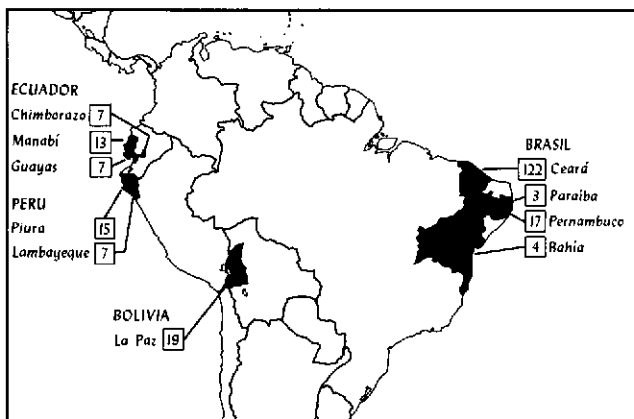 ECUADOR
Chimborazo 7
Manabí 13
Guayas 7
PERU
Piura 15
Lambayeque 7
BOLIVIA
La Paz 19
BRASIL
122 Ceará
3 Paraiba
17 Pernambuco
4 Bahia